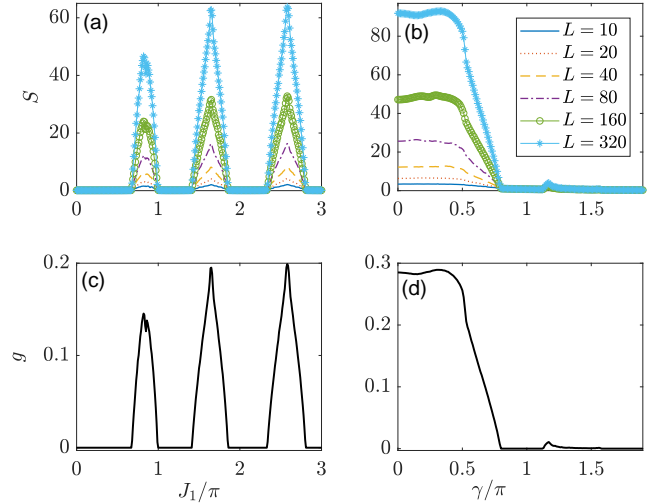 (a)
S
60
40
20
0
0 1 2 3
(b)
80
60
40
20
0
0 0.5 1 1.5
L = 10
L = 20
L = 40
L = 80
L = 160
L = 320
(c)
g
0.2
0.1
0
0 1 2 3
J₁/π
(d)
0.3
0.2
0.1
0
0 0.5 1 1.5
γ/π